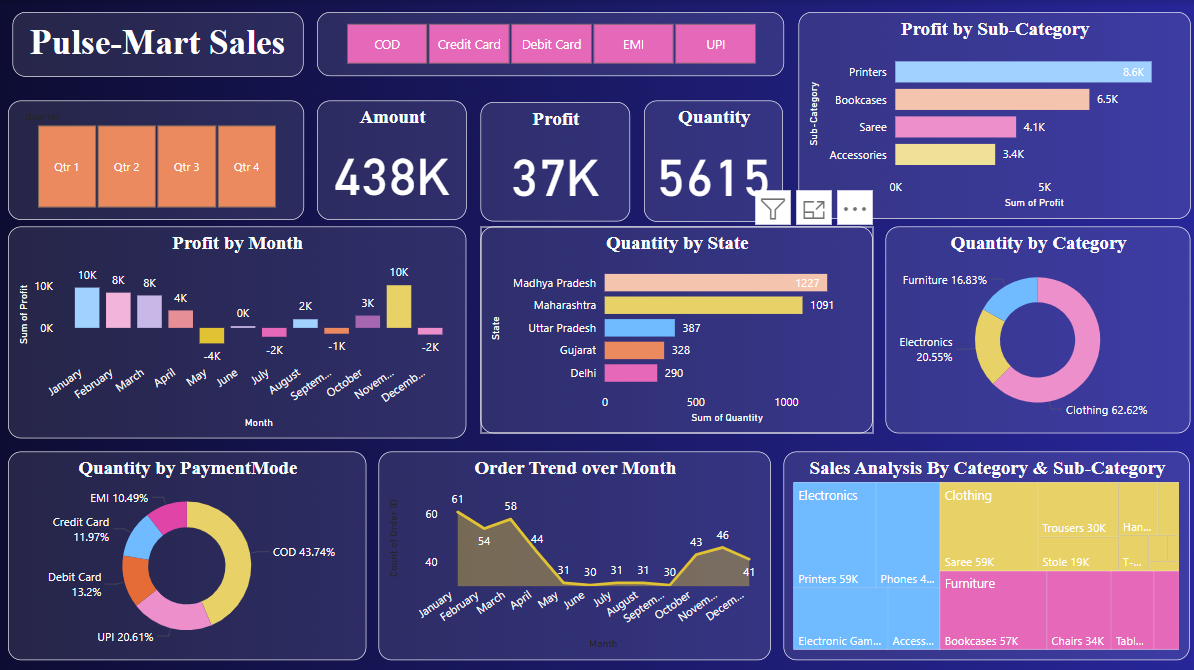 Pulse-Mart Sales
COD
Credit Card
Debit Card
EMI
UPI
Quarter
Qtr 1
Qtr 2
Qtr 3
Qtr 4
Amount
438K
Profit
37K
Quantity
5615
Profit by Sub-Category
Sub-Category
Printers
8.6K
Bookcases
6.5K
Saree
4.1K
Accessories
3.4K
0K
5K
Sum of Profit
Profit by Month
Sum of Profit
10K
0K
10K
8K
8K
4K
-4K
0K
-2K
2K
-1K
3K
10K
-2K
January
February
March
April
May
June
July
August
Septem...
October
Novem...
Decemb...
Month
Quantity by State
State
Madhya Pradesh
1227
Maharashtra
1091
Uttar Pradesh
387
Gujarat
328
Delhi
290
0
500
1000
Sum of Quantity
Quantity by Category
Furniture 16.83%
Electronics
20.55%
Clothing 62.62%
Quantity by PaymentMode
EMI 10.49%
Credit Card
11.97%
Debit Card
13.2%
UPI 20.61%
COD 43.74%
Order Trend over Month
Count of Order ID
60
40
61
54
58
44
31
30
31
31
30
43
46
41
January
February
March
April
May
June
July
August
Septem...
October
Novem...
Decem...
Month
Sales Analysis By Category & Sub-Category
Electronics
Printers 59K
Phones 4...
Electronic Gam...
Access...
Clothing
Saree 59K
Trousers 30K
Stole 19K
Han...
T-...
Furniture
Bookcases 57K
Chairs 34K
Tabl...